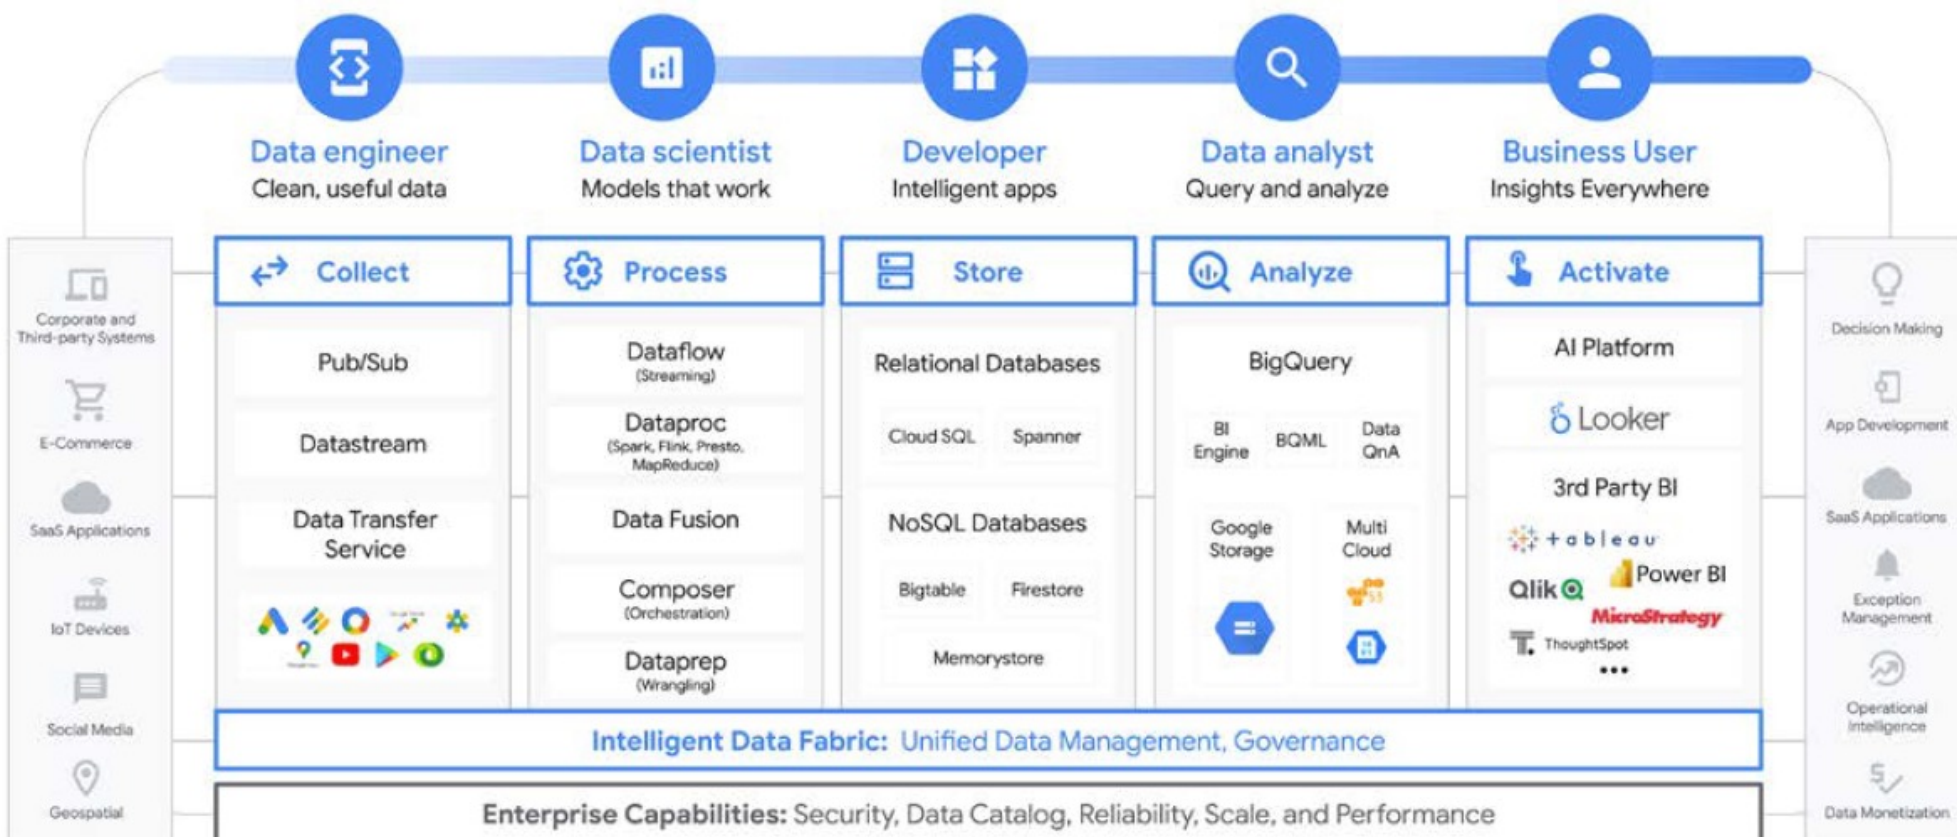 Data engineer
Clean, useful data
Data scientist
Models that work
Developer
Intelligent apps
Data analyst
Query and analyze
Business User
Insights Everywhere
Corporate and
Third-party Systems
E-Commerce
SaaS Applications
IoT Devices
Social Media
Geospatial
Collect
Pub/Sub
Datastream
Data Transfer
Service
Process
Dataflow
(Streaming)
Dataproc
(Spark, Flink, Presto,
MapReduce)
Data Fusion
Composer
(Orchestration)
Dataprep
(Wrangling)
Store
Relational Databases
Cloud SQL
Spanner
NoSQL Databases
Bigtable
Firestore
Memorystore
Analyze
BigQuery
BI
Engine
BQML
Data
QnA
Google
Storage
Multi
Cloud
S3
Activate
AI Platform
Looker
3rd Party BI
+ableau
Qlik
Power BI
MicroStrategy
T. ThoughtSpot
•••
Decision Making
App Development
SaaS Applications
Exception
Management
Operational
Intelligence
Data Monetization
Intelligent Data Fabric: Unified Data Management, Governance
Enterprise Capabilities: Security, Data Catalog, Reliability, Scale, and Performance